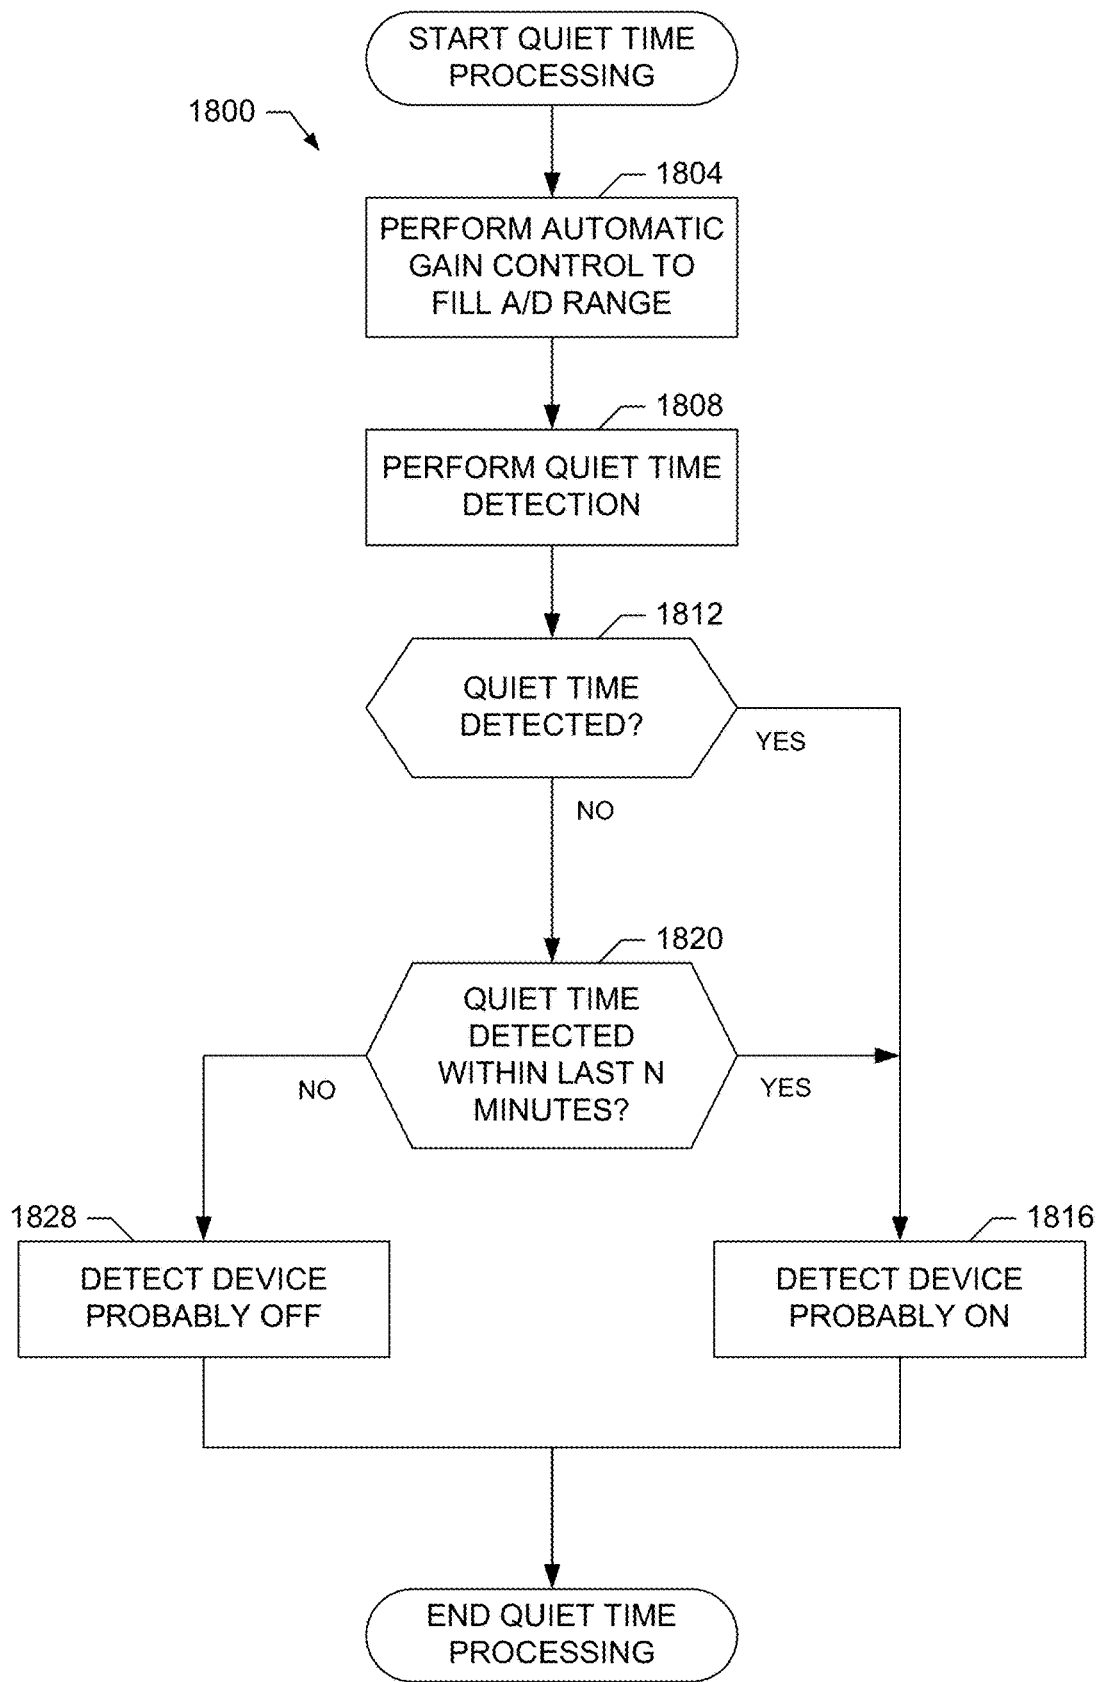 START QUIET TIME
PROCESSING
1800
1804
PERFORM AUTOMATIC
GAIN CONTROL TO
FILL A/D RANGE
1808
PERFORM QUIET TIME
DETECTION
1812
QUIET TIME
DETECTED?
YES
NO
1820
QUIET TIME
DETECTED
WITHIN LAST N
MINUTES?
NO
YES
1828
DETECT DEVICE
PROBABLY OFF
1816
DETECT DEVICE
PROBABLY ON
END QUIET TIME
PROCESSING